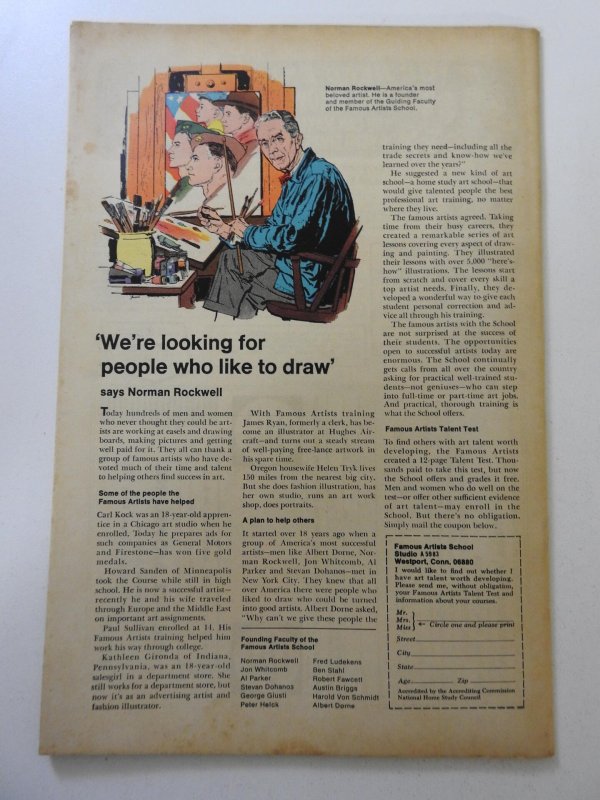 Norman Rockwell—America's most
beloved artist. He is a founder
and member of the Guiding Faculty
of the Famous Artists School.
'We're looking for
people who like to draw'
says Norman Rockwell
Today hundreds of men and women
who never thought they could be art-
ists are working at easels and drawing
boards, making pictures and getting
well paid for it. They all can thank a
group of famous artists who have de-
voted much of their time and talent
to helping others find success in art.
Some of the people the
Famous Artists have helped
Carl Kock was an 18-year-old appren-
tice in a Chicago art studio when he
enrolled. Today he prepares ads for
such companies as General Motors
and Firestone—has won five gold
medals.
Howard Sanden of Minneapolis
took the Course while still in high
school. He is now a successful artist—
recently he and his wife traveled
through Europe and the Middle East
on important art assignments.
Paul Sullivan enrolled at 14. His
Famous Artists training helped him
work his way through college.
Kathleen Gironda of Indiana,
Pennsylvania, was an 18-year-old
salesgirl in a department store. She
still works for a department store, but
now it's as an advertising artist and
fashion illustrator.
With Famous Artists training
James Ryan, formerly a clerk, has be-
come an illustrator at Hughes Air-
craft—and turns out a steady stream
of well-paying free-lance artwork in
his spare time.
Oregon housewife Helen Tryk lives
150 miles from the nearest big city.
But she does fashion illustration, has
her own studio, runs an art work
shop, does portraits.
A plan to help others
It started over 18 years ago when a
group of America's most successful
artists—men like Albert Dorne, Nor-
man Rockwell, Jon Whitcomb, Al
Parker and Stevan Dohanos—met in
New York City. They knew that all
over America there were people who
liked to draw who could be turned
into good artists. Albert Dorne asked,
"Why can't we give these people the
Founding Faculty of the
Famous Artists School
Norman Rockwell
Jon Whitcomb
Al Parker
Stevan Dohanos
George Giusti
Peter Helck
Fred Ludekens
Ben Stahl
Robert Fawcett
Austin Briggs
Harold Von Schmidt
Albert Dorne
training they need—including all the
trade secrets and know-how we've
learned over the years?"
He suggested a new kind of art
school—a home study art school—that
would give talented people the best
professional art training, no matter
where they live.
The famous artists agreed. Taking
time from their busy careers, they
created a remarkable series of art
lessons covering every aspect of draw-
ing and painting. They illustrated
their lessons with over 5,000 "here's-
how" illustrations. The lessons start
from scratch and cover every skill a
top artist needs. Finally, they de-
veloped a wonderful way to give each
student personal correction and ad-
vice all through his training.
The famous artists with the School
are not surprised at the success of
their students. The opportunities
open to successful artists today are
enormous. The School continually
gets calls from all over the country
asking for practical well-trained stu-
dents—not geniuses—who can step
into full-time or part-time art jobs.
And practical, thorough training is
what the School offers.
Famous Artists Talent Test
To find others with art talent worth
developing, the Famous Artists
created a 12-page Talent Test. Thou-
sands paid to take this test, but now
the School offers and grades it free.
Men and women who do well on the
test—or offer other sufficient evidence
of art talent—may enroll in the
School. But there's no obligation.
Simply mail the coupon below.
Famous Artists School
Studio A 5983
Westport, Conn. 06880
I would like to find out whether I
have art talent worth developing.
Please send me, without obligation,
your Famous Artists Talent Test and
information about your courses.
Mr.
Mrs.
Miss
Circle one and please print
Street
City
State
Age Zip
Accredited by the Accrediting Commission
National Home Study Council